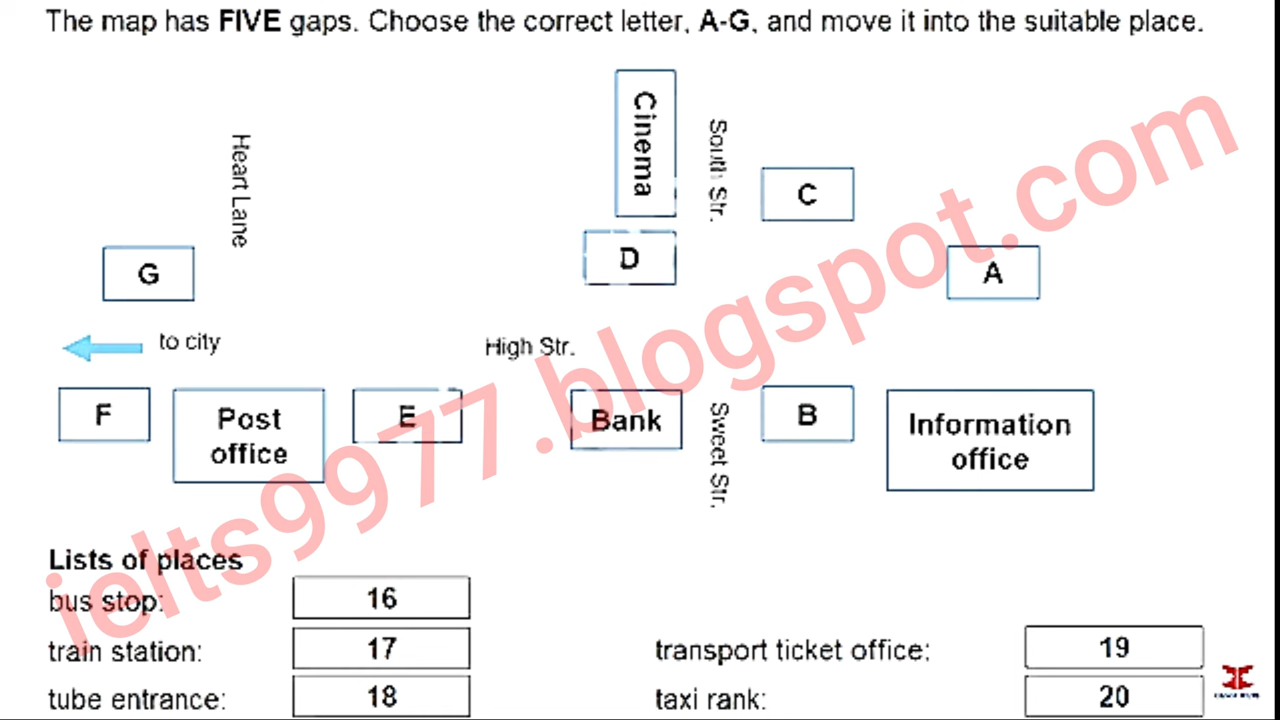 The map has FIVE gaps. Choose the correct letter, A-G, and move it into the suitable place.
Cinema
South Str.
Heart Lane
C
D
G
A
to city
High Str.
F
Post
office
E
Bank
Sweet Str.
B
Information
office
ielts9977.blogspot.com
Lists of places
bus stop:
16
train station:
17
transport ticket office:
19
tube entrance:
18
taxi rank:
20